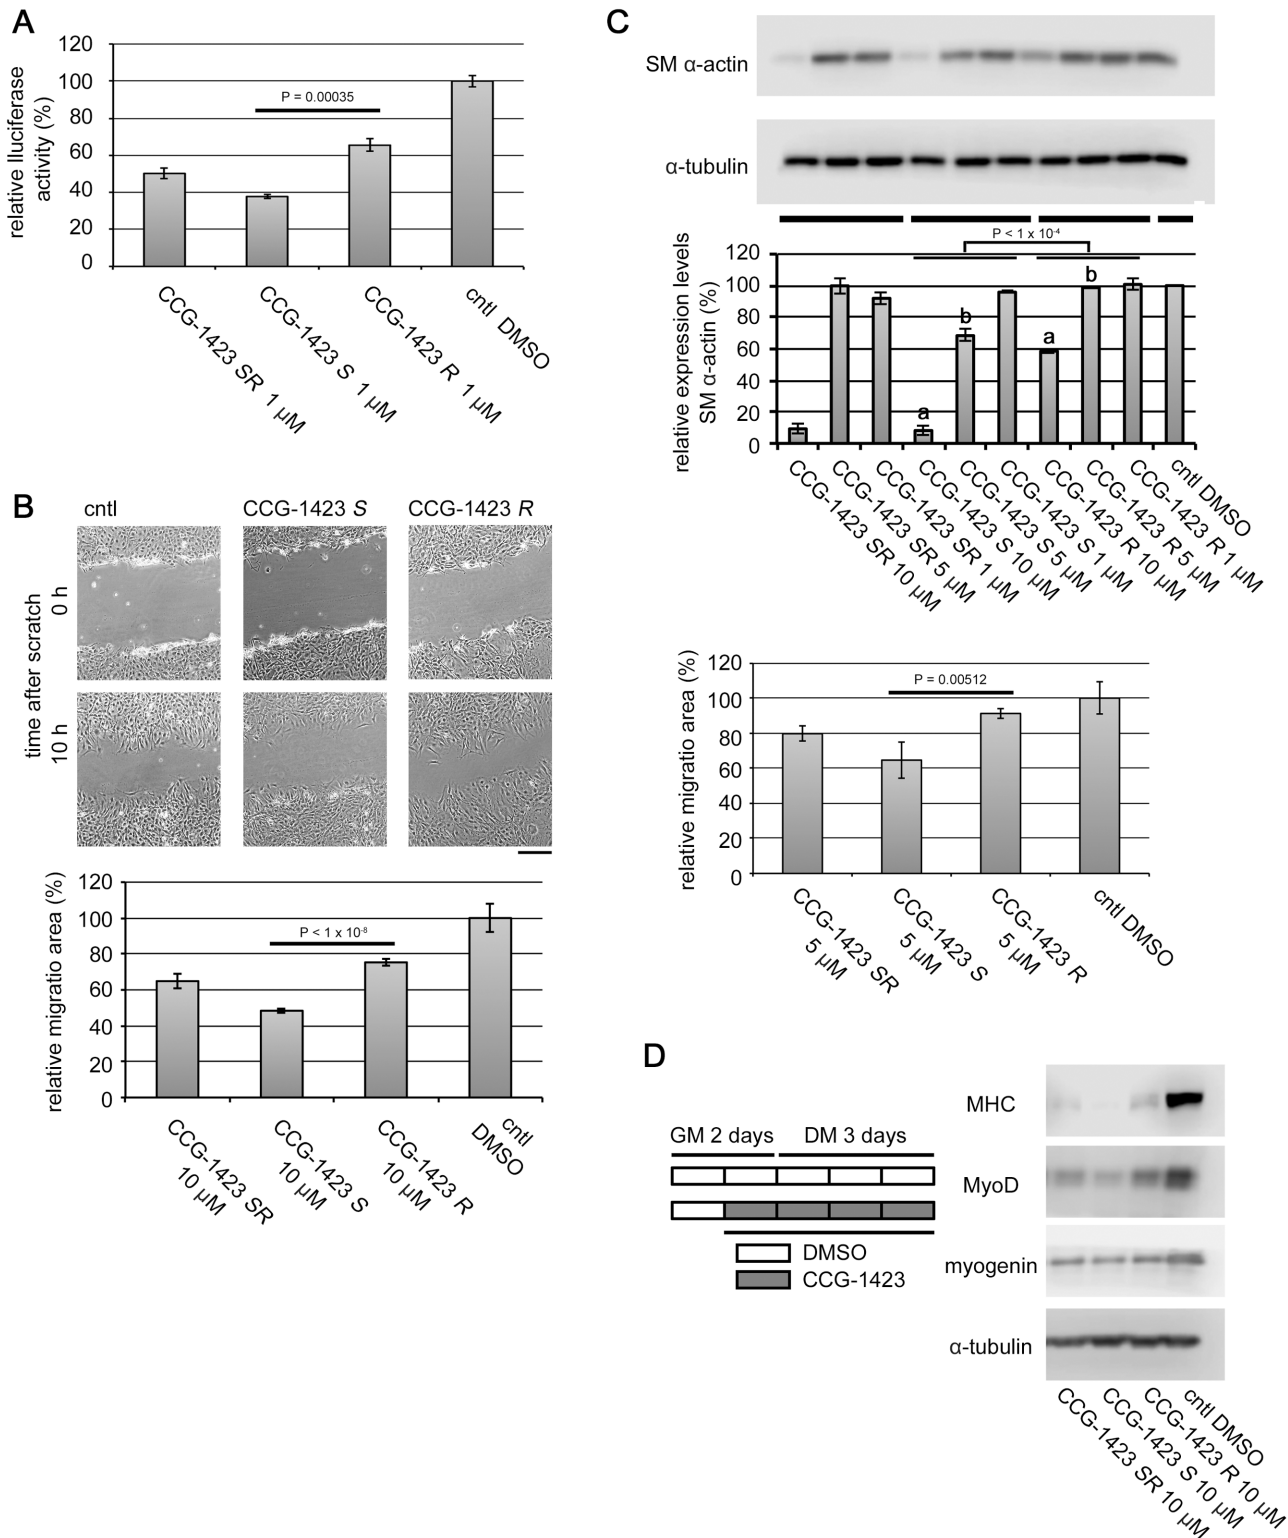 A
120
100
80
60
40
20
0
relative lluciferase
activity (%)
P = 0.00035
CCG-1423 SR 1 µM
CCG-1423 S 1 µM
CCG-1423 R 1 µM
cntl DMSO
B
cntl
CCG-1423 S
CCG-1423 R
time after scratch
0 h
10 h
120
100
80
60
40
20
0
relative migratio area (%)
P < 1 x 10⁻⁸
CCG-1423 SR
10 µM
CCG-1423 S
10 µM
CCG-1423 R
10 µM
cntl
DMSO
C
SM α-actin
α-tubulin
P < 1 x 10⁻⁴
120
100
80
60
40
20
0
relative expression levels
SM α-actin (%)
a
b
a
b
CCG-1423 SR 10 µM
CCG-1423 SR 5 µM
CCG-1423 SR 1 µM
CCG-1423 S 10 µM
CCG-1423 S 5 µM
CCG-1423 S 1 µM
CCG-1423 R 10 µM
CCG-1423 R 5 µM
CCG-1423 R 1 µM
cntl DMSO
120
100
80
60
40
20
0
relative migratio area (%)
P = 0.00512
CCG-1423 SR
5 µM
CCG-1423 S
5 µM
CCG-1423 R
5 µM
cntl DMSO
D
GM 2 days
DM 3 days
DMSO
CCG-1423
MHC
MyoD
myogenin
α-tubulin
CCG-1423 SR 10 µM
CCG-1423 S 10 µM
CCG-1423 R 10 µM
cntl DMSO